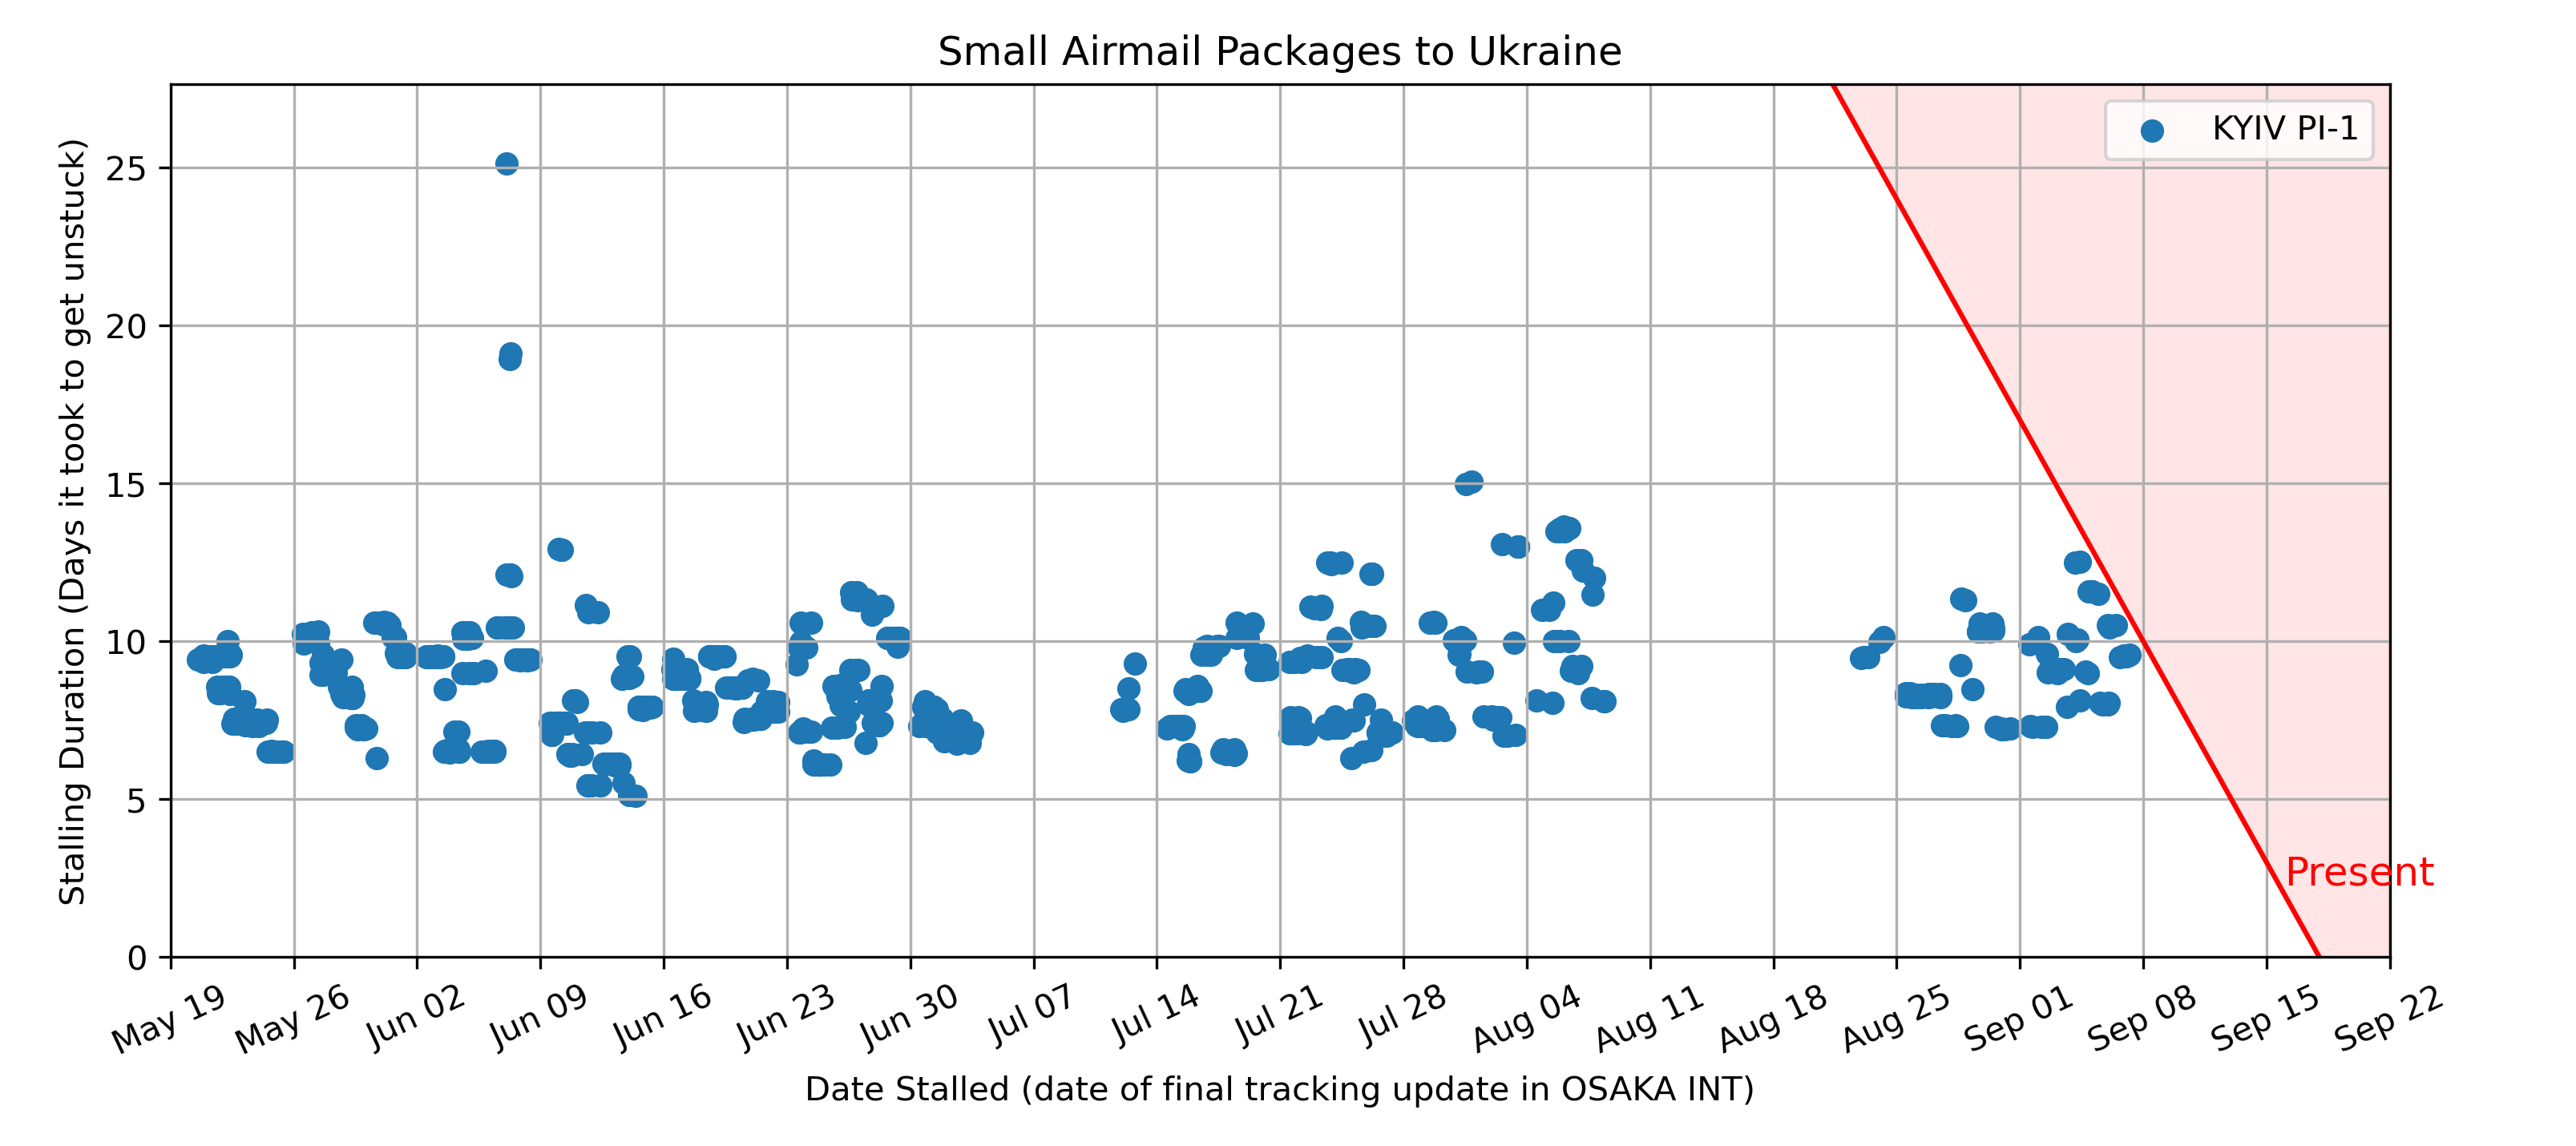 Small Airmail Packages to Ukraine
KYIV PI-1
Stalling Duration (Days it took to get unstuck)
25
20
15
10
5
0
Present
May 19
May 26
Jun 02
Jun 09
Jun 16
Jun 23
Jun 30
Jul 07
Jul 14
Jul 21
Jul 28
Aug 04
Aug 11
Aug 18
Aug 25
Sep 01
Sep 08
Sep 15
Sep 22
Date Stalled (date of final tracking update in OSAKA INT)